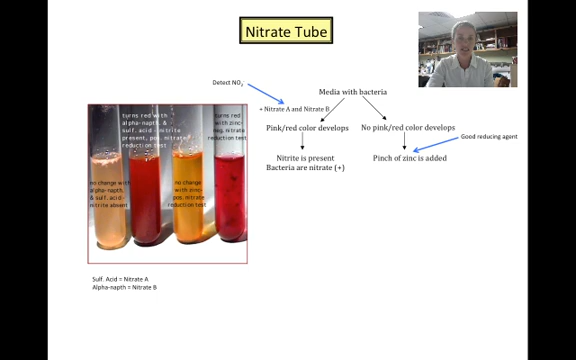 Nitrate Tube
Detect NO2-
Media with bacteria
+ Nitrate A and Nitrate B
Pink/red color develops
No pink/red color develops
Good reducing agent
Nitrite is present
Bacteria are nitrate (+)
Pinch of zinc is added
turns red with
alpha-napth. &
sulf. acid - nitrite
present, pos. nitrate
reduction test
turns red
with zinc-
neg. nitrate
reduction test
no change with
alpha-napth.
& sulf. acid -
nitrite absent
no change
with zinc-
pos. nitrate
reduction test
Sulf. Acid = Nitrate A
Alpha-napth = Nitrate B